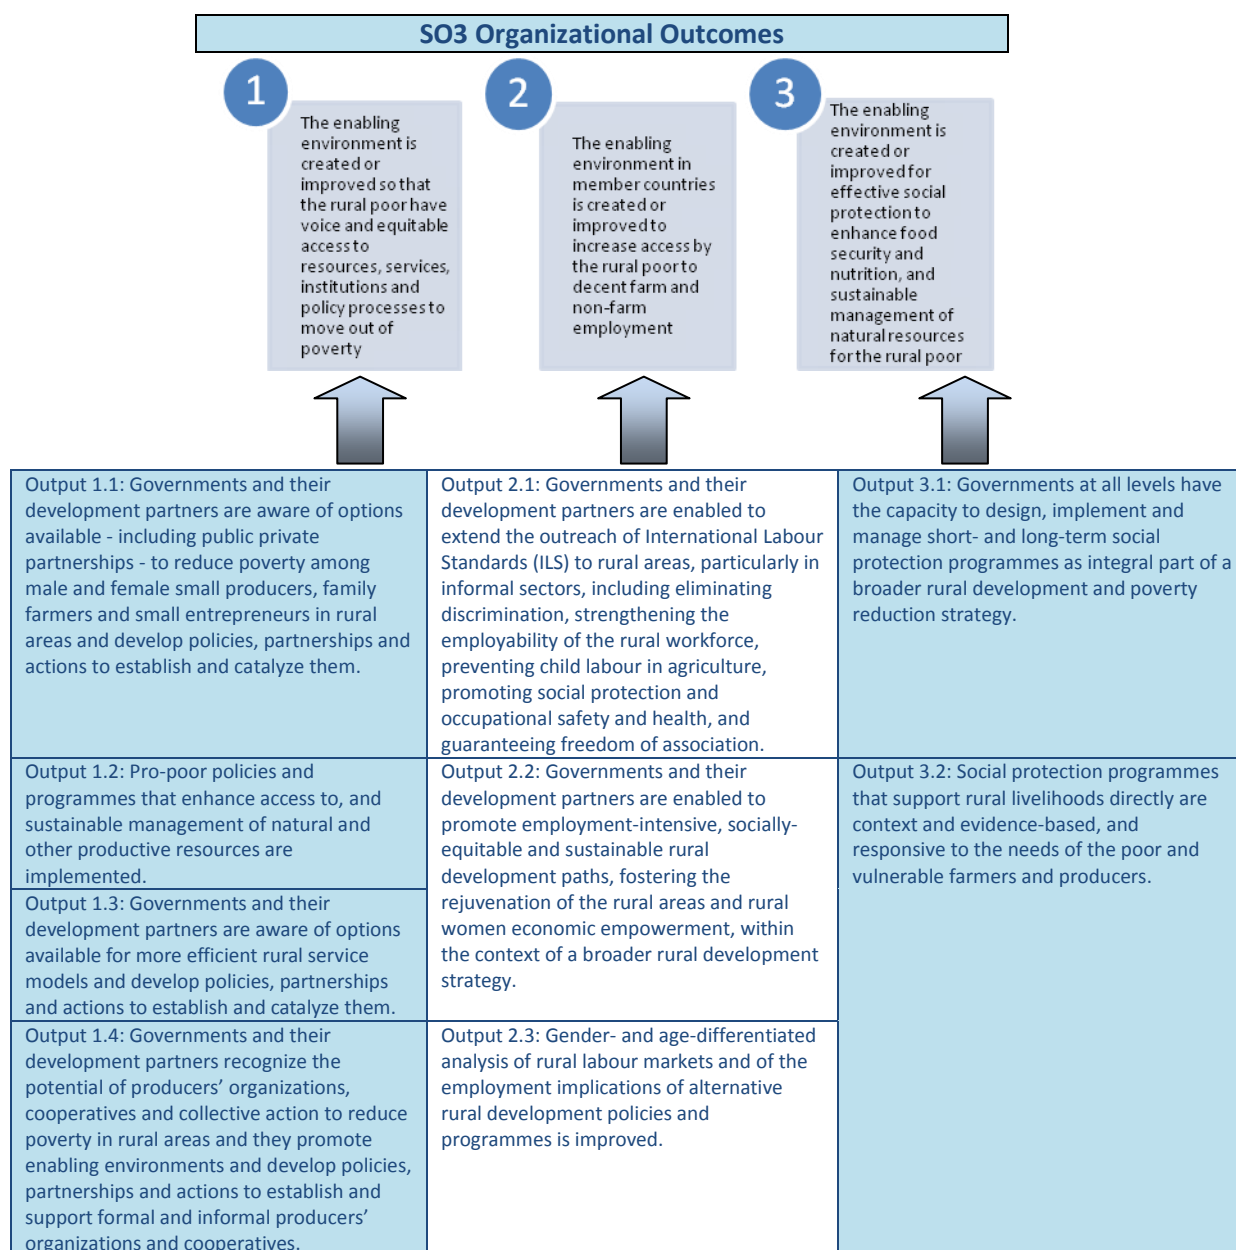 SO3 Organizational Outcomes
1
The enabling
environment is
created or
improved so that
the rural poor have
voice and equitable
access to
resources, services,
institutions and
policy processes to
move out of
poverty
2
The enabling
environment in
member countries
is created or
improved to
increase access by
the rural poor to
decent farm and
non-farm
employment
3
The enabling
environment is
created or
improved for
effective social
protection to
enhance food
security and
nutrition, and
sustainable
management of
natural resources
for the rural poor
Output 1.1: Governments and their
development partners are aware of options
available - including public private
partnerships - to reduce poverty among
male and female small producers, family
farmers and small entrepreneurs in rural
areas and develop policies, partnerships and
actions to establish and catalyze them.
Output 2.1: Governments and their
development partners are enabled to
extend the outreach of International Labour
Standards (ILS) to rural areas, particularly in
informal sectors, including eliminating
discrimination, strengthening the
employability of the rural workforce,
preventing child labour in agriculture,
promoting social protection and
occupational safety and health, and
guaranteeing freedom of association.
Output 3.1: Governments at all levels have
the capacity to design, implement and
manage short- and long-term social
protection programmes as integral part of a
broader rural development and poverty
reduction strategy.
Output 1.2: Pro-poor policies and
programmes that enhance access to, and
sustainable management of natural and
other productive resources are
implemented.
Output 2.2: Governments and their
development partners are enabled to
promote employment-intensive, socially-
equitable and sustainable rural
development paths, fostering the
rejuvenation of the rural areas and rural
women economic empowerment, within
the context of a broader rural development
strategy.
Output 3.2: Social protection programmes
that support rural livelihoods directly are
context and evidence-based, and
responsive to the needs of the poor and
vulnerable farmers and producers.
Output 1.3: Governments and their
development partners are aware of options
available for more efficient rural service
models and develop policies, partnerships
and actions to establish and catalyze them.
Output 1.4: Governments and their
development partners recognize the
potential of producers’ organizations,
cooperatives and collective action to reduce
poverty in rural areas and they promote
enabling environments and develop policies,
partnerships and actions to establish and
support formal and informal producers’
organizations and cooperatives.
Output 2.3: Gender- and age-differentiated
analysis of rural labour markets and of the
employment implications of alternative
rural development policies and
programmes is improved.